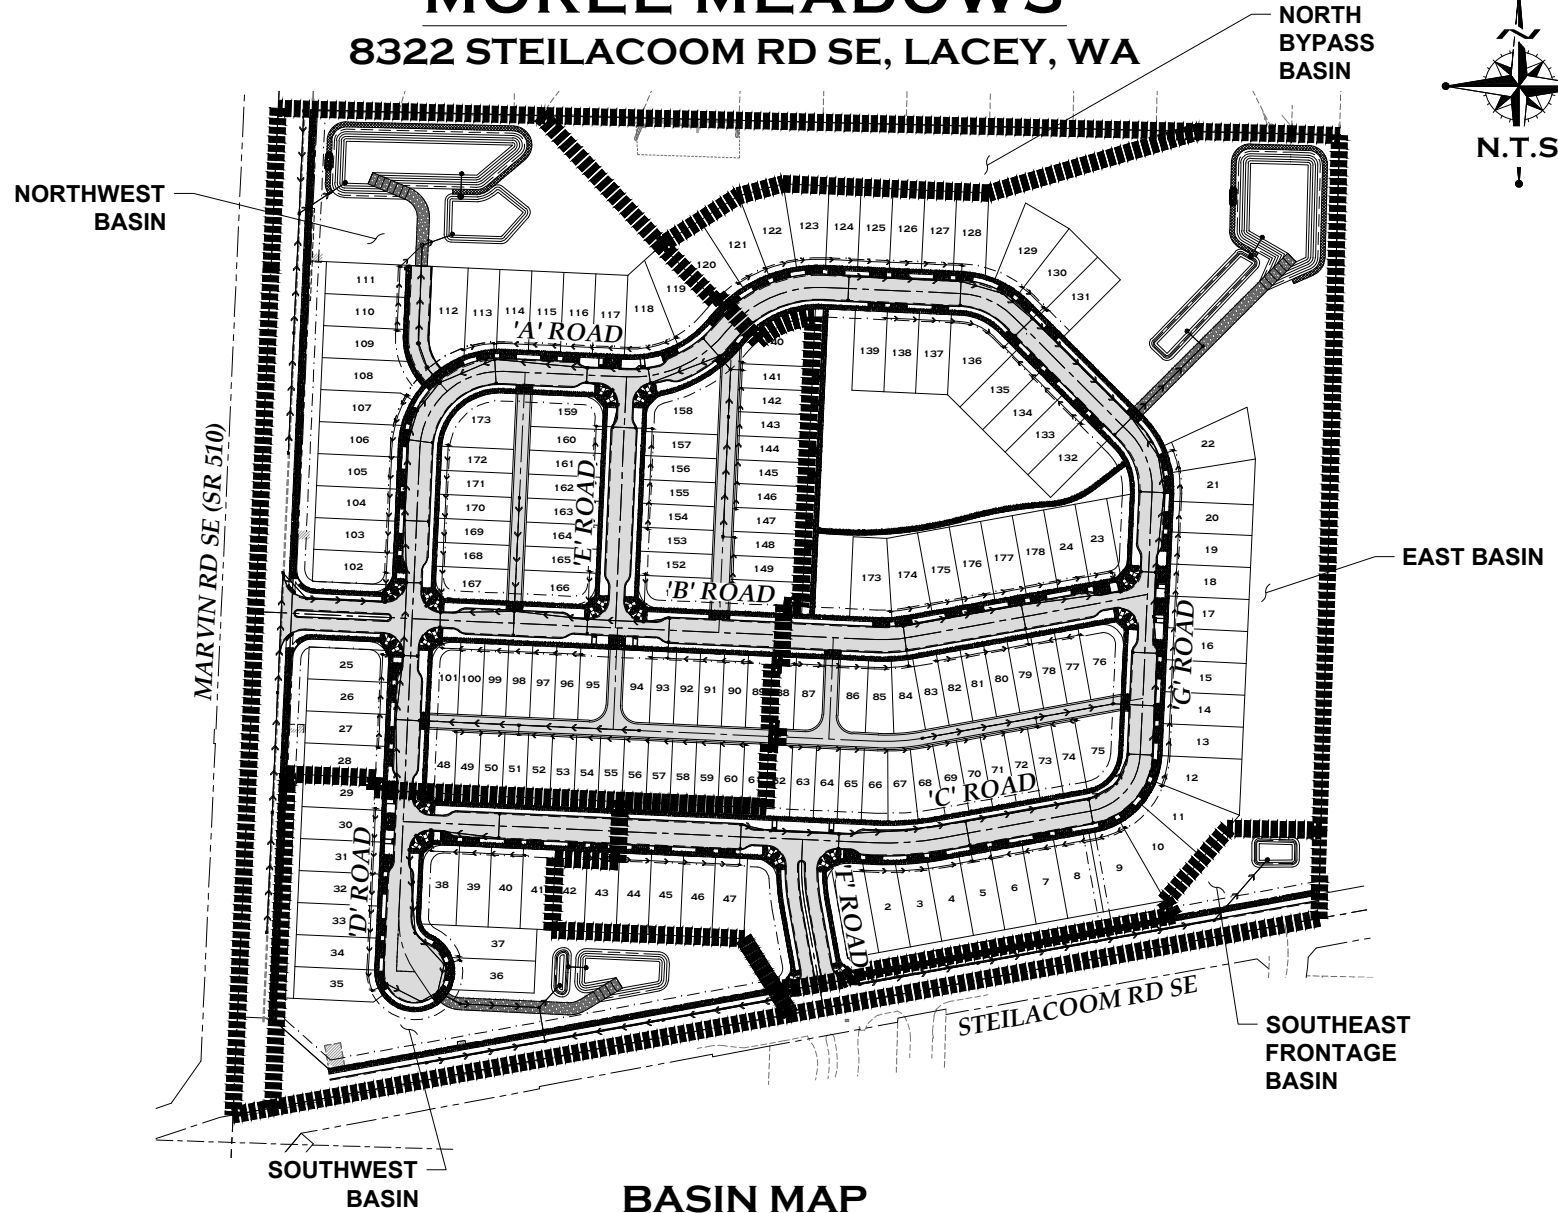 MOREL MEADOWS
8322 STEILACOOM RD SE, LACEY, WA
NORTH
BYPASS
BASIN
N.T.S
NORTHWEST
BASIN
123 124 125 126 127 128
122
121
120
119
129
130
131
111
110
109
108
107
106
105
104
103
102
112 113 114 115 116 117 118
'A' ROAD
40
141
142
143
144
145
146
147
148
149
139 138 137 136
135
134
133
132
173
172
171
170
169
168
167
159
160
161
162
163
164
165
166
'E' ROAD
158
157
156
155
154
153
152
'B' ROAD
22
21
20
19
18
17
16
15
14
13
12
11
10
9
173 174 175 176 177 178 24 23
MARVIN RD SE (SR 510)
EAST BASIN
'G' ROAD
25
26
27
28
29
30
31
32
33
34
35
101 100 99 98 97 96 95 94 93 92 91 90 89 88 87 86 85 84 83 82 81 80 79 78 77 76
48 49 50 51 52 53 54 55 56 57 58 59 60 61 62 63 64 65 66 67 68 69 70 71 72 73 74 75
'C' ROAD
'D' ROAD
38 39 40 41 42 43 44 45 46 47
37
36
'F' ROAD
2 3 4 5 6 7 8
STEILACOOM RD SE
SOUTHEAST
FRONTAGE
BASIN
SOUTHWEST
BASIN
BASIN MAP